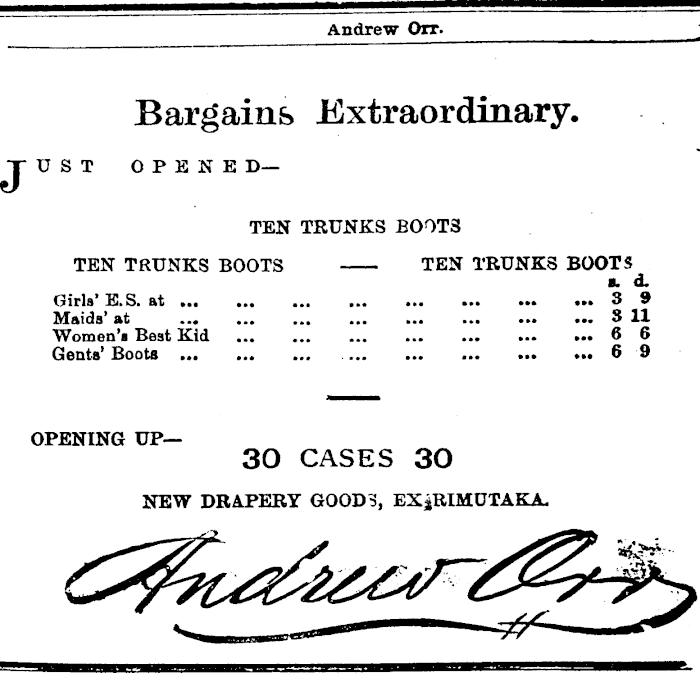 Andrew Orr.
Bargains Extraordinary.
JUST OPENED—
TEN TRUNKS BOOTS
TEN TRUNKS BOOTS — TEN TRUNKS BOOTS
s. d.
Girls' E.S. at ... ... ... ... ... ... ... ... 3 9
Maids' at ... ... ... ... ... ... ... ... 3 11
Women's Best Kid ... ... ... ... ... ... ... 6 6
Gents' Boots ... ... ... ... ... ... ... ... 6 9
OPENING UP—
30 CASES 30
NEW DRAPERY GOODS, EX RIMUTAKA.
Andrew Orr